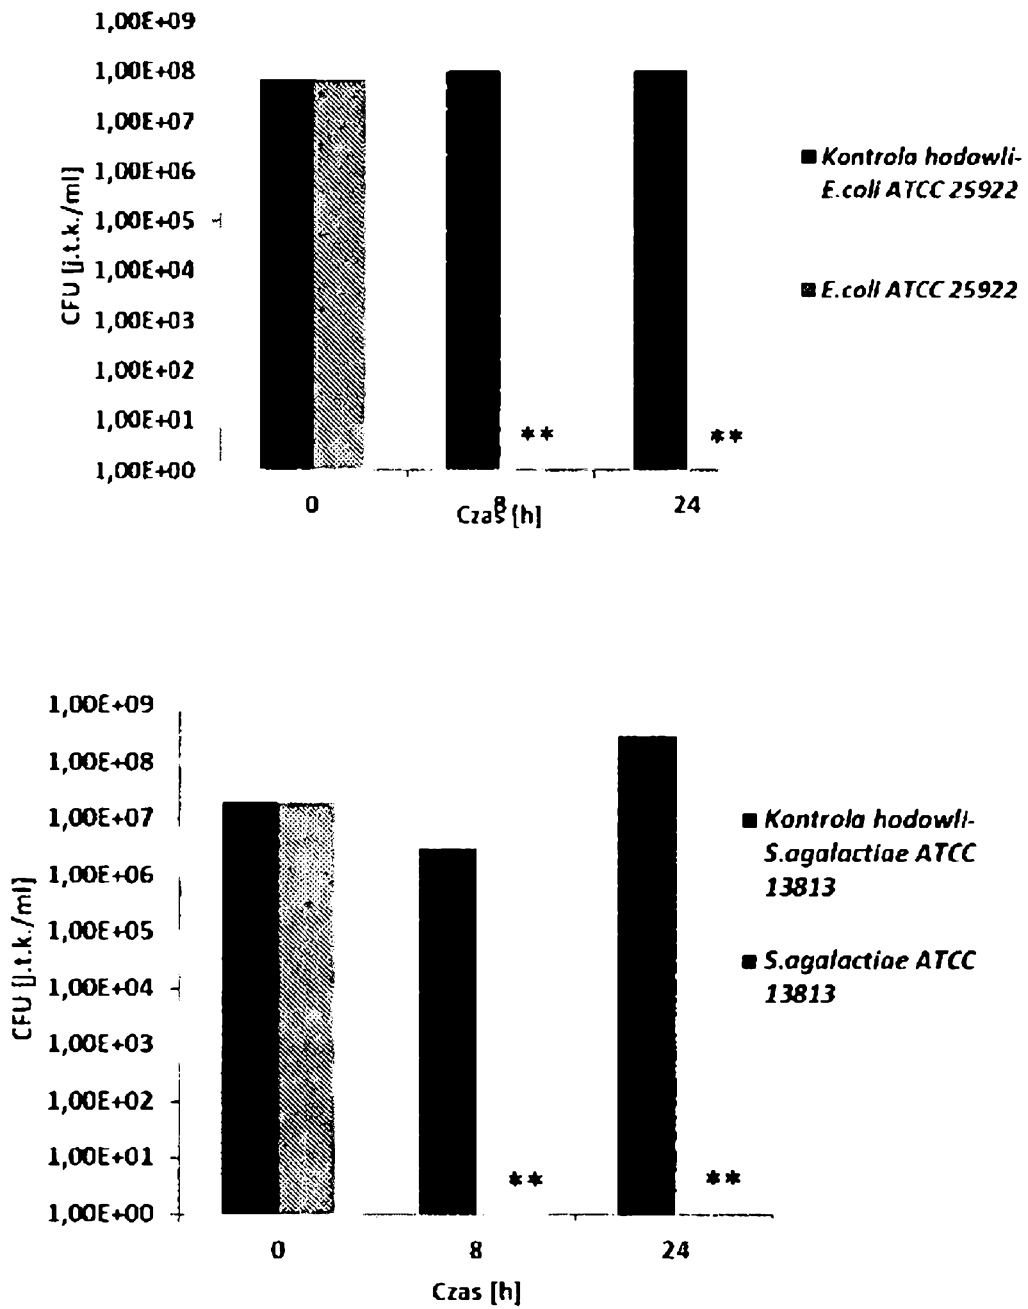 1,00E+09
1,00E+08
1,00E+07
1,00E+06
1,00E+05
1,00E+04
1,00E+03
1,00E+02
1,00E+01
1,00E+00
CFU [j.t.k./ml]
** **
0 8 24
Czas [h]
Kontrola hodowli-
E.coli ATCC 25922
E.coli ATCC 25922
1,00E+09
1,00E+08
1,00E+07
1,00E+06
1,00E+05
1,00E+04
1,00E+03
1,00E+02
1,00E+01
1,00E+00
CFU [j.t.k./ml]
** **
0 8 24
Czas [h]
Kontrola hodowli-
S.agalactiae ATCC
13813
S.agalactiae ATCC
13813